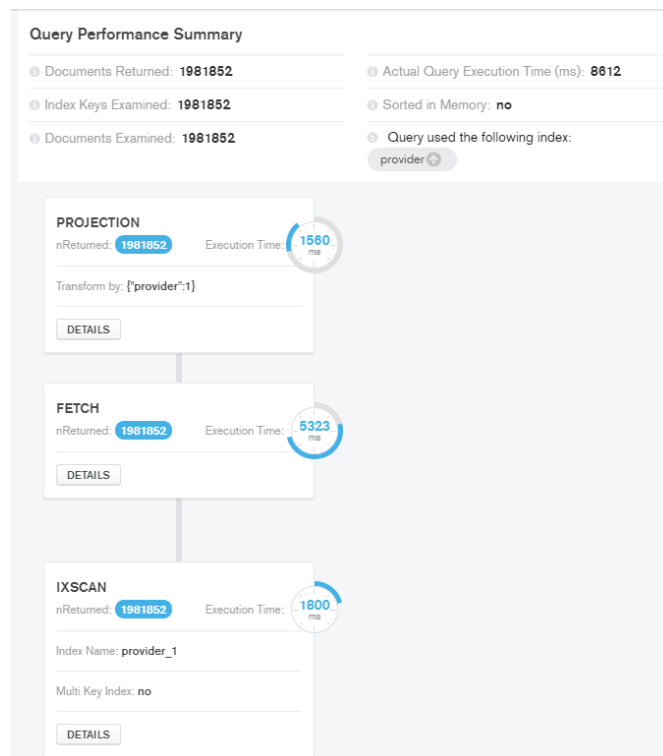 Query Performance Summary
Documents Returned: 1981852
Actual Query Execution Time (ms): 8612
Index Keys Examined: 1981852
Sorted in Memory: no
Documents Examined: 1981852
Query used the following index:
provider
PROJECTION
nReturned: 1981852 Execution Time: 1560 ms
Transform by: {"provider":1}
DETAILS
FETCH
nReturned: 1981852 Execution Time: 5323 ms
DETAILS
IXSCAN
nReturned: 1981852 Execution Time: 1800 ms
Index Name: provider_1
Multi Key Index: no
DETAILS